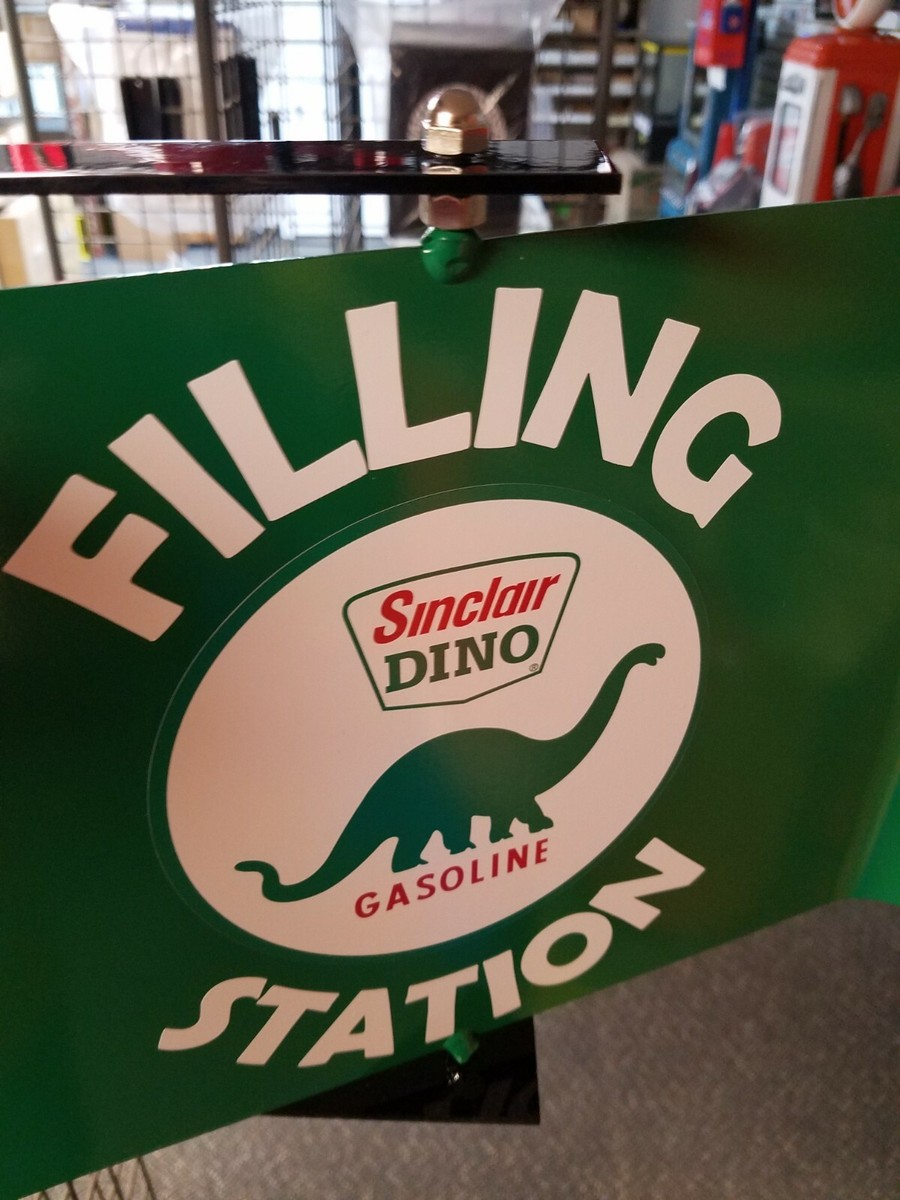 FILLING
Sinclair
DINO®
GASOLINE
STATION